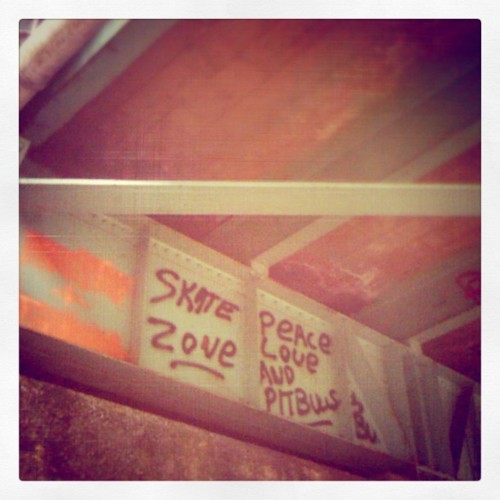 SKATE
ZONE
PEACE
LOVE
AND
PITBULLS